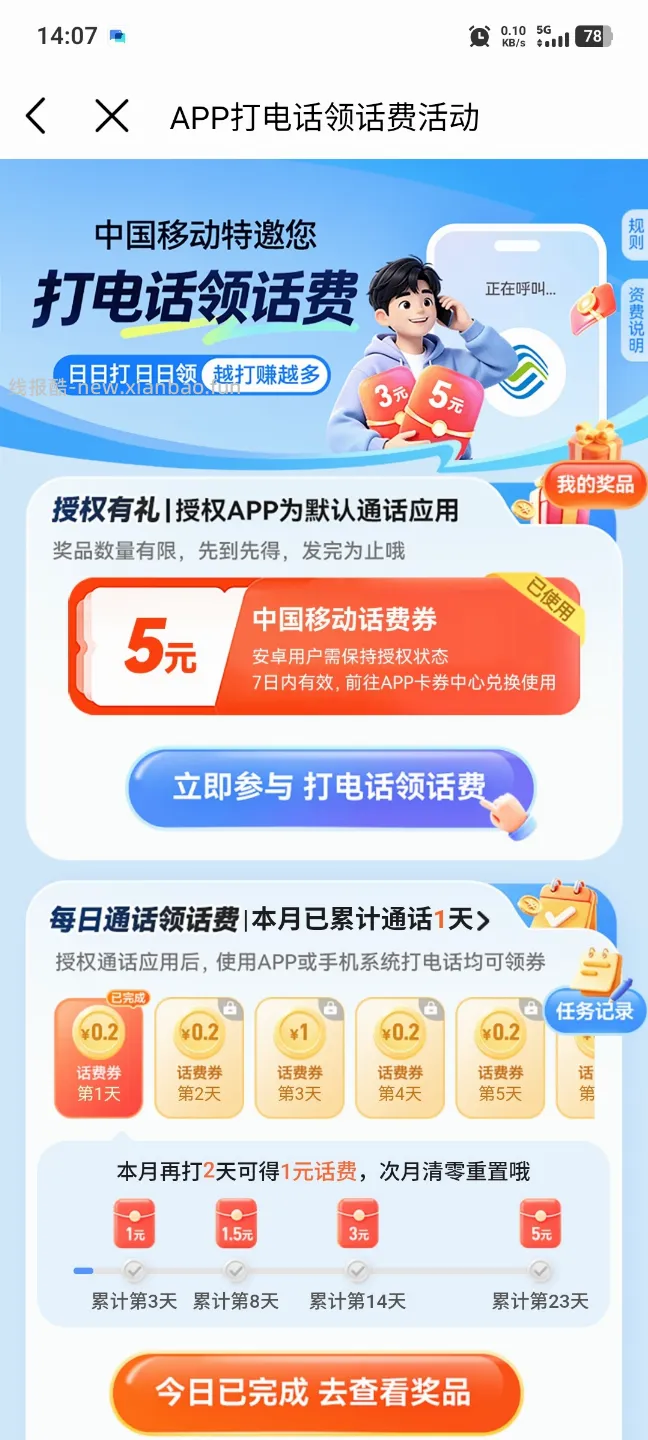 14:07
0.10
KB/s
5G
78
APP打电话领话费活动
中国移动特邀您
打电话领话费
日日打日日领 越打赚越多
线报酷-new.xianbao.fun
正在呼叫...
3元
5元
规则
资费说明
我的奖品
授权有礼|授权APP为默认通话应用
奖品数量有限，先到先得，发完为止哦
5元
中国移动话费券
已使用
安卓用户需保持授权状态
7日内有效，前往APP卡券中心兑换使用
立即参与 打电话领话费
每日通话领话费|本月已累计通话1天
授权通话应用后，使用APP或手机系统打电话均可领券
任务记录
已完成
¥0.2 ¥0.2 ¥1 ¥0.2 ¥0.2 ¥
话费券 话费券 话费券 话费券 话费券 话
第1天 第2天 第3天 第4天 第5天 第
本月再打2天可得1元话费，次月清零重置哦
1元 1.5元 3元 5元
累计第3天 累计第8天 累计第14天 累计第23天
今日已完成 去查看奖品